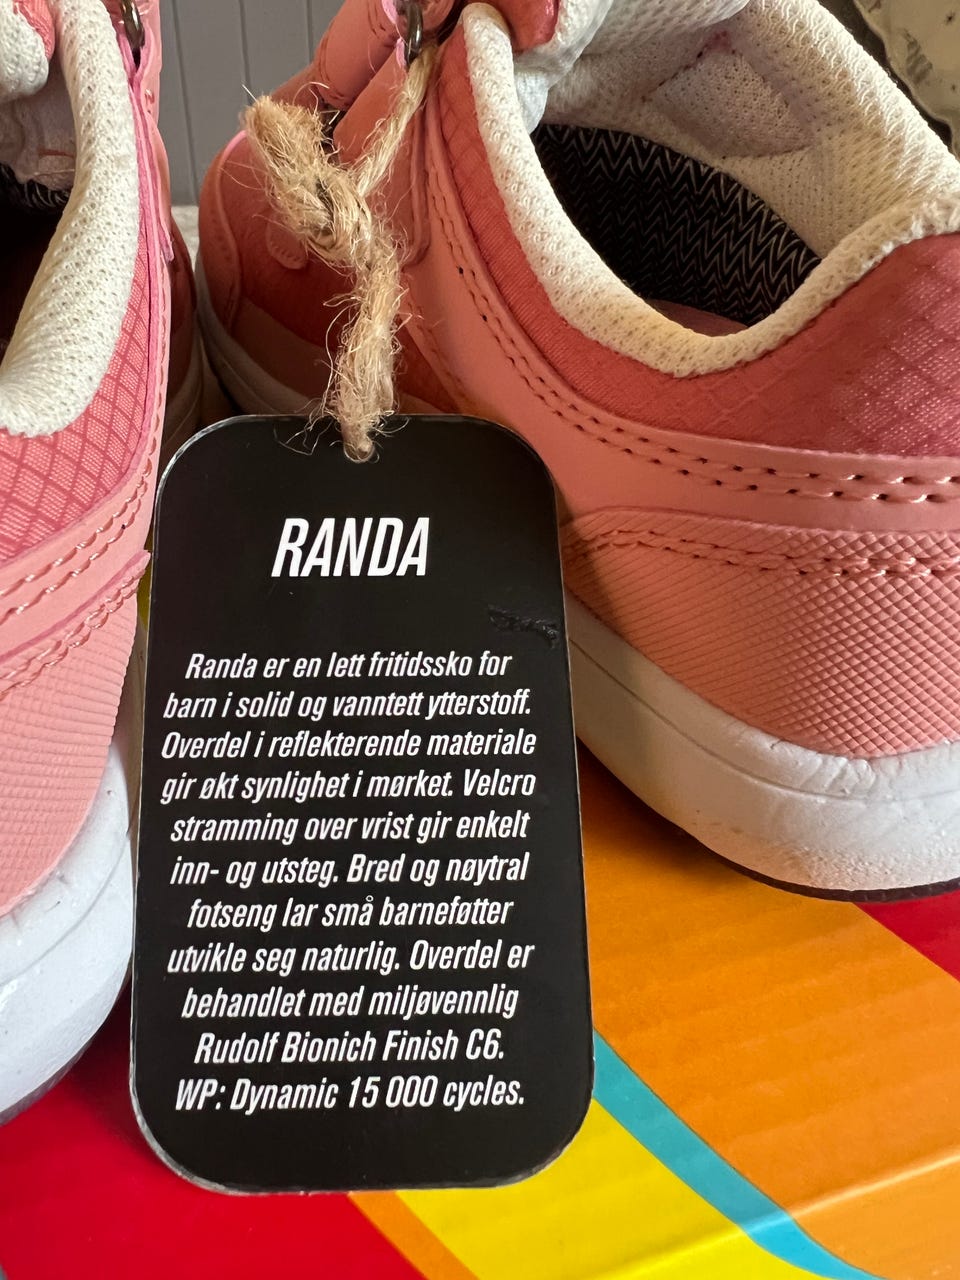 RANDA
Randa er en lett fritidssko for
barn i solid og vanntett ytterstoff.
Overdel i reflekterende materiale
gir økt synlighet i mørket. Velcro
stramming over vrist gir enkelt
inn- og utsteg. Bred og nøytral
fotseng lar små barneføtter
utvikle seg naturlig. Overdel er
behandlet med miljøvennlig
Rudolf Bionich Finish C6.
WP: Dynamic 15 000 cycles.